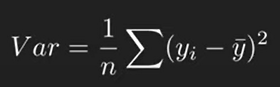 Var = \frac{1}{n} \sum (y_i - \bar{y})^2